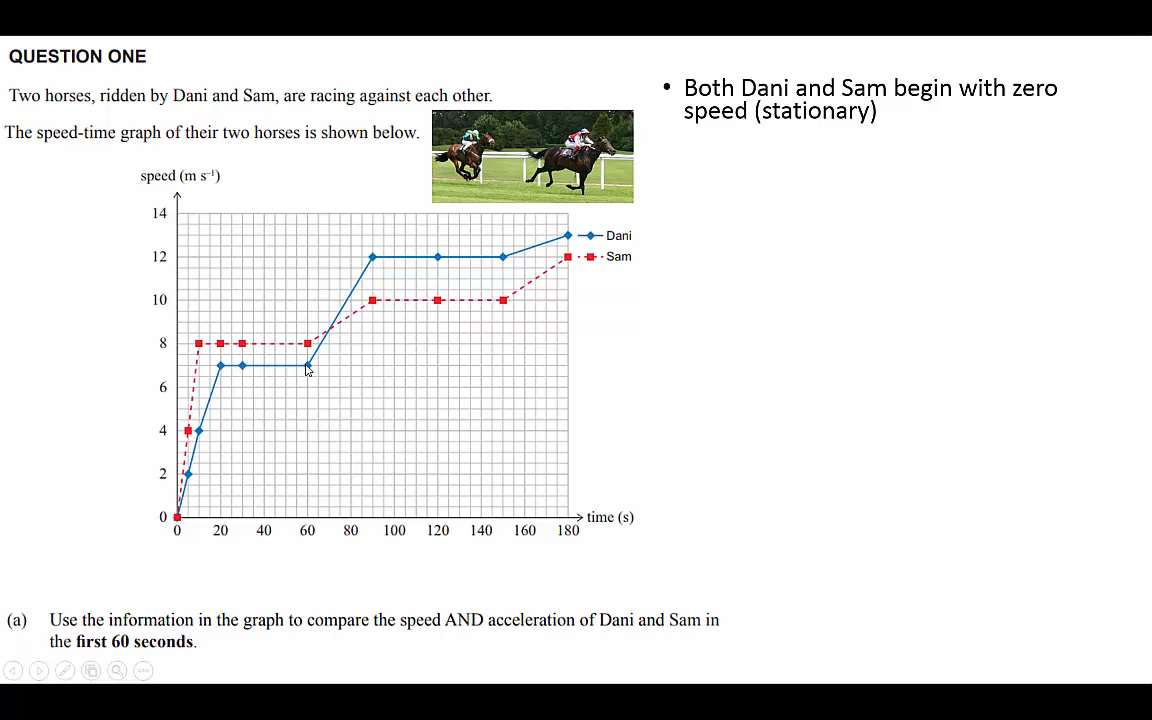 QUESTION ONE
Two horses, ridden by Dani and Sam, are racing against each other.
The speed-time graph of their two horses is shown below.
• Both Dani and Sam begin with zero
speed (stationary)
speed (m s⁻¹)
14
12
10
8
6
4
2
0
Dani
Sam
0 20 40 60 80 100 120 140 160 180
time (s)
(a) Use the information in the graph to compare the speed AND acceleration of Dani and Sam in
the first 60 seconds.